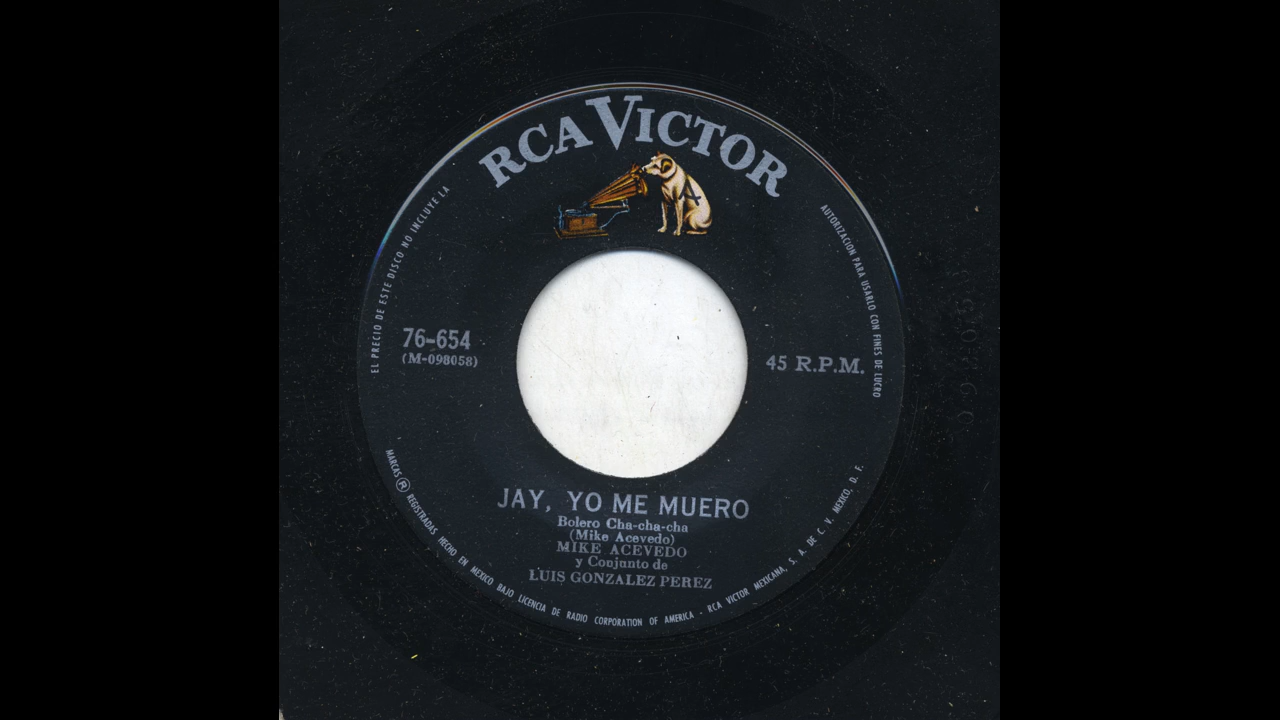 RCA VICTOR
EL PRECIO DE ESTE DISCO NO INCLUYE LA
AUTORIZACION PARA USARLO CON FINES DE LUCRO
76-654
(M-098058)
45 R.P.M.
JAY, YO ME MUERO
Bolero Cha-cha-cha
(Mike Acevedo)
MIKE ACEVEDO
y Conjunto de
LUIS GONZALEZ PEREZ
MARCAS ® REGISTRADAS HECHO EN MEXICO BAJO LICENCIA DE RADIO CORPORATION OF AMERICA - RCA VICTOR MEXICANA, S. A. DE C. V. MEXICO, D. F.